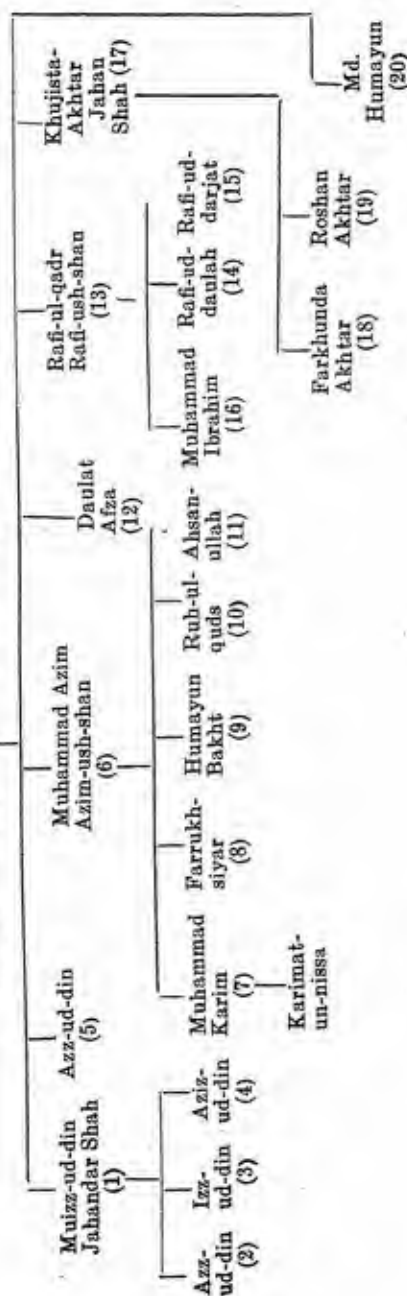 Muizz-ud-din
Jahandar Shah
(1)
Azz-
ud-din
(2)
Izz-
ud-din
(3)
Aziz-
ud-din
(4)
Azz-ud-din
(5)
Muhammad Azim
Azim-ush-shan
(6)
Muhammad
Karim
(7)
Karimat-
un-nissa
Farrukh-
siyar
(8)
Humayun
Bakht
(9)
Ruh-ul-
quds
(10)
Ahsan-
ullah
(11)
Daulat
Afza
(12)
Rafi-ul-qadr
Rafi-ush-shan
(13)
Muhammad
Ibrahim
(16)
Rafi-ud-
daulah
(14)
Rafi-ud-
darjat
(15)
Khujista-
Akhtar
Jahan
Shah (17)
Farkhunda
Akhtar
(18)
Roshan
Akhtar
(19)
Md.
Humayun
(20)